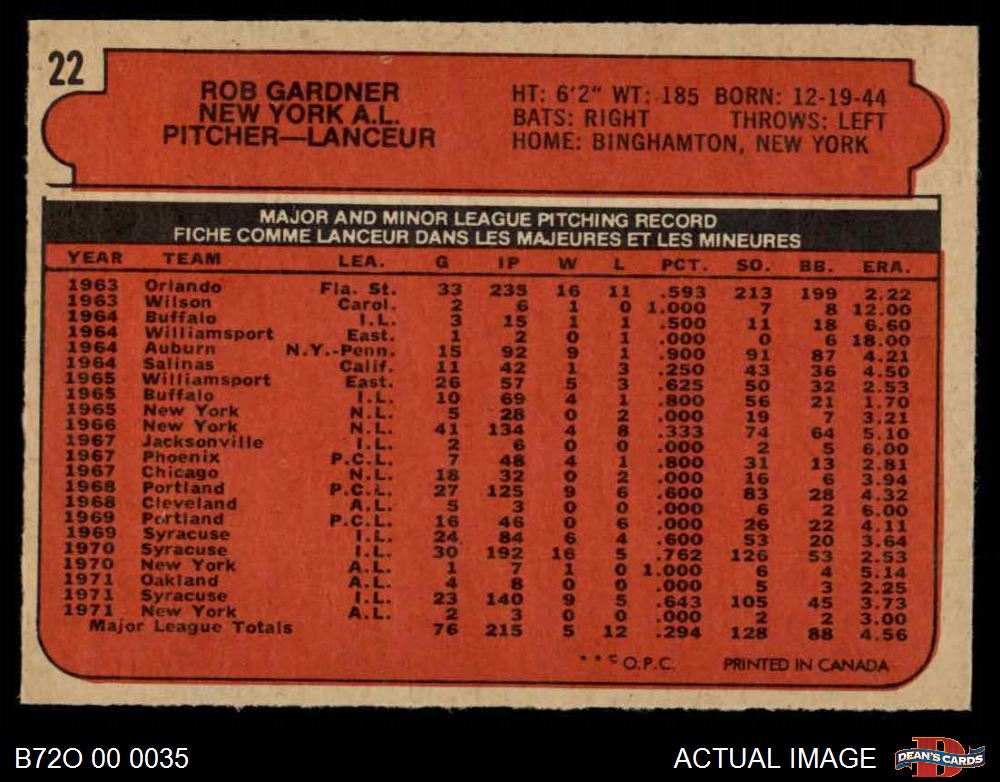 22
ROB GARDNER
NEW YORK A.L.
PITCHER—LANCEUR
HT: 6'2" WT: 185 BORN: 12-19-44
BATS: RIGHT THROWS: LEFT
HOME: BINGHAMTON, NEW YORK
MAJOR AND MINOR LEAGUE PITCHING RECORD
FICHE COMME LANCEUR DANS LES MAJEURES ET LES MINEURES
YEAR TEAM LEA. G IP W L PCT. SO. BB. ERA.
1963 Orlando Fla. St. 33 235 16 11 .593 213 199 2.22
1963 Wilson Carol. 2 6 1 0 1.000 7 8 12.00
1964 Buffalo I.L. 3 15 1 1 .500 11 18 6.60
1964 Williamsport East. 1 2 0 1 .000 0 6 18.00
1964 Auburn N.Y.-Penn. 15 92 9 1 .900 91 87 4.21
1964 Salinas Calif. 11 42 1 3 .250 43 36 4.50
1965 Williamsport East. 26 57 5 3 .625 50 32 2.53
1965 Buffalo I.L. 10 69 4 1 .800 56 21 1.70
1965 New York N.L. 5 28 0 2 .000 19 7 3.21
1966 New York N.L. 41 134 4 8 .333 74 64 5.10
1967 Jacksonville I.L. 2 6 0 0 .000 2 5 6.00
1967 Phoenix P.C.L. 7 48 4 1 .800 31 13 2.81
1967 Chicago N.L. 18 32 0 2 .000 16 6 3.94
1968 Portland P.C.L. 27 125 9 6 .600 83 28 4.32
1968 Cleveland A.L. 5 3 0 0 .000 6 2 6.00
1969 Portland P.C.L. 16 46 0 6 .000 26 22 4.11
1969 Syracuse I.L. 24 84 6 4 .600 53 20 3.64
1970 Syracuse I.L. 30 192 16 5 .762 126 53 2.53
1970 New York A.L. 1 7 1 0 1.000 6 4 5.14
1971 Oakland A.L. 4 8 0 0 .000 5 3 2.25
1971 Syracuse I.L. 23 140 9 5 .643 105 45 3.73
1971 New York A.L. 2 3 0 0 .000 2 2 3.00
Major League Totals 76 215 5 12 .294 128 88 4.56
* * © O.P.C. PRINTED IN CANADA
B72O 00 0035
ACTUAL IMAGE
D
DEAN'S CARDS